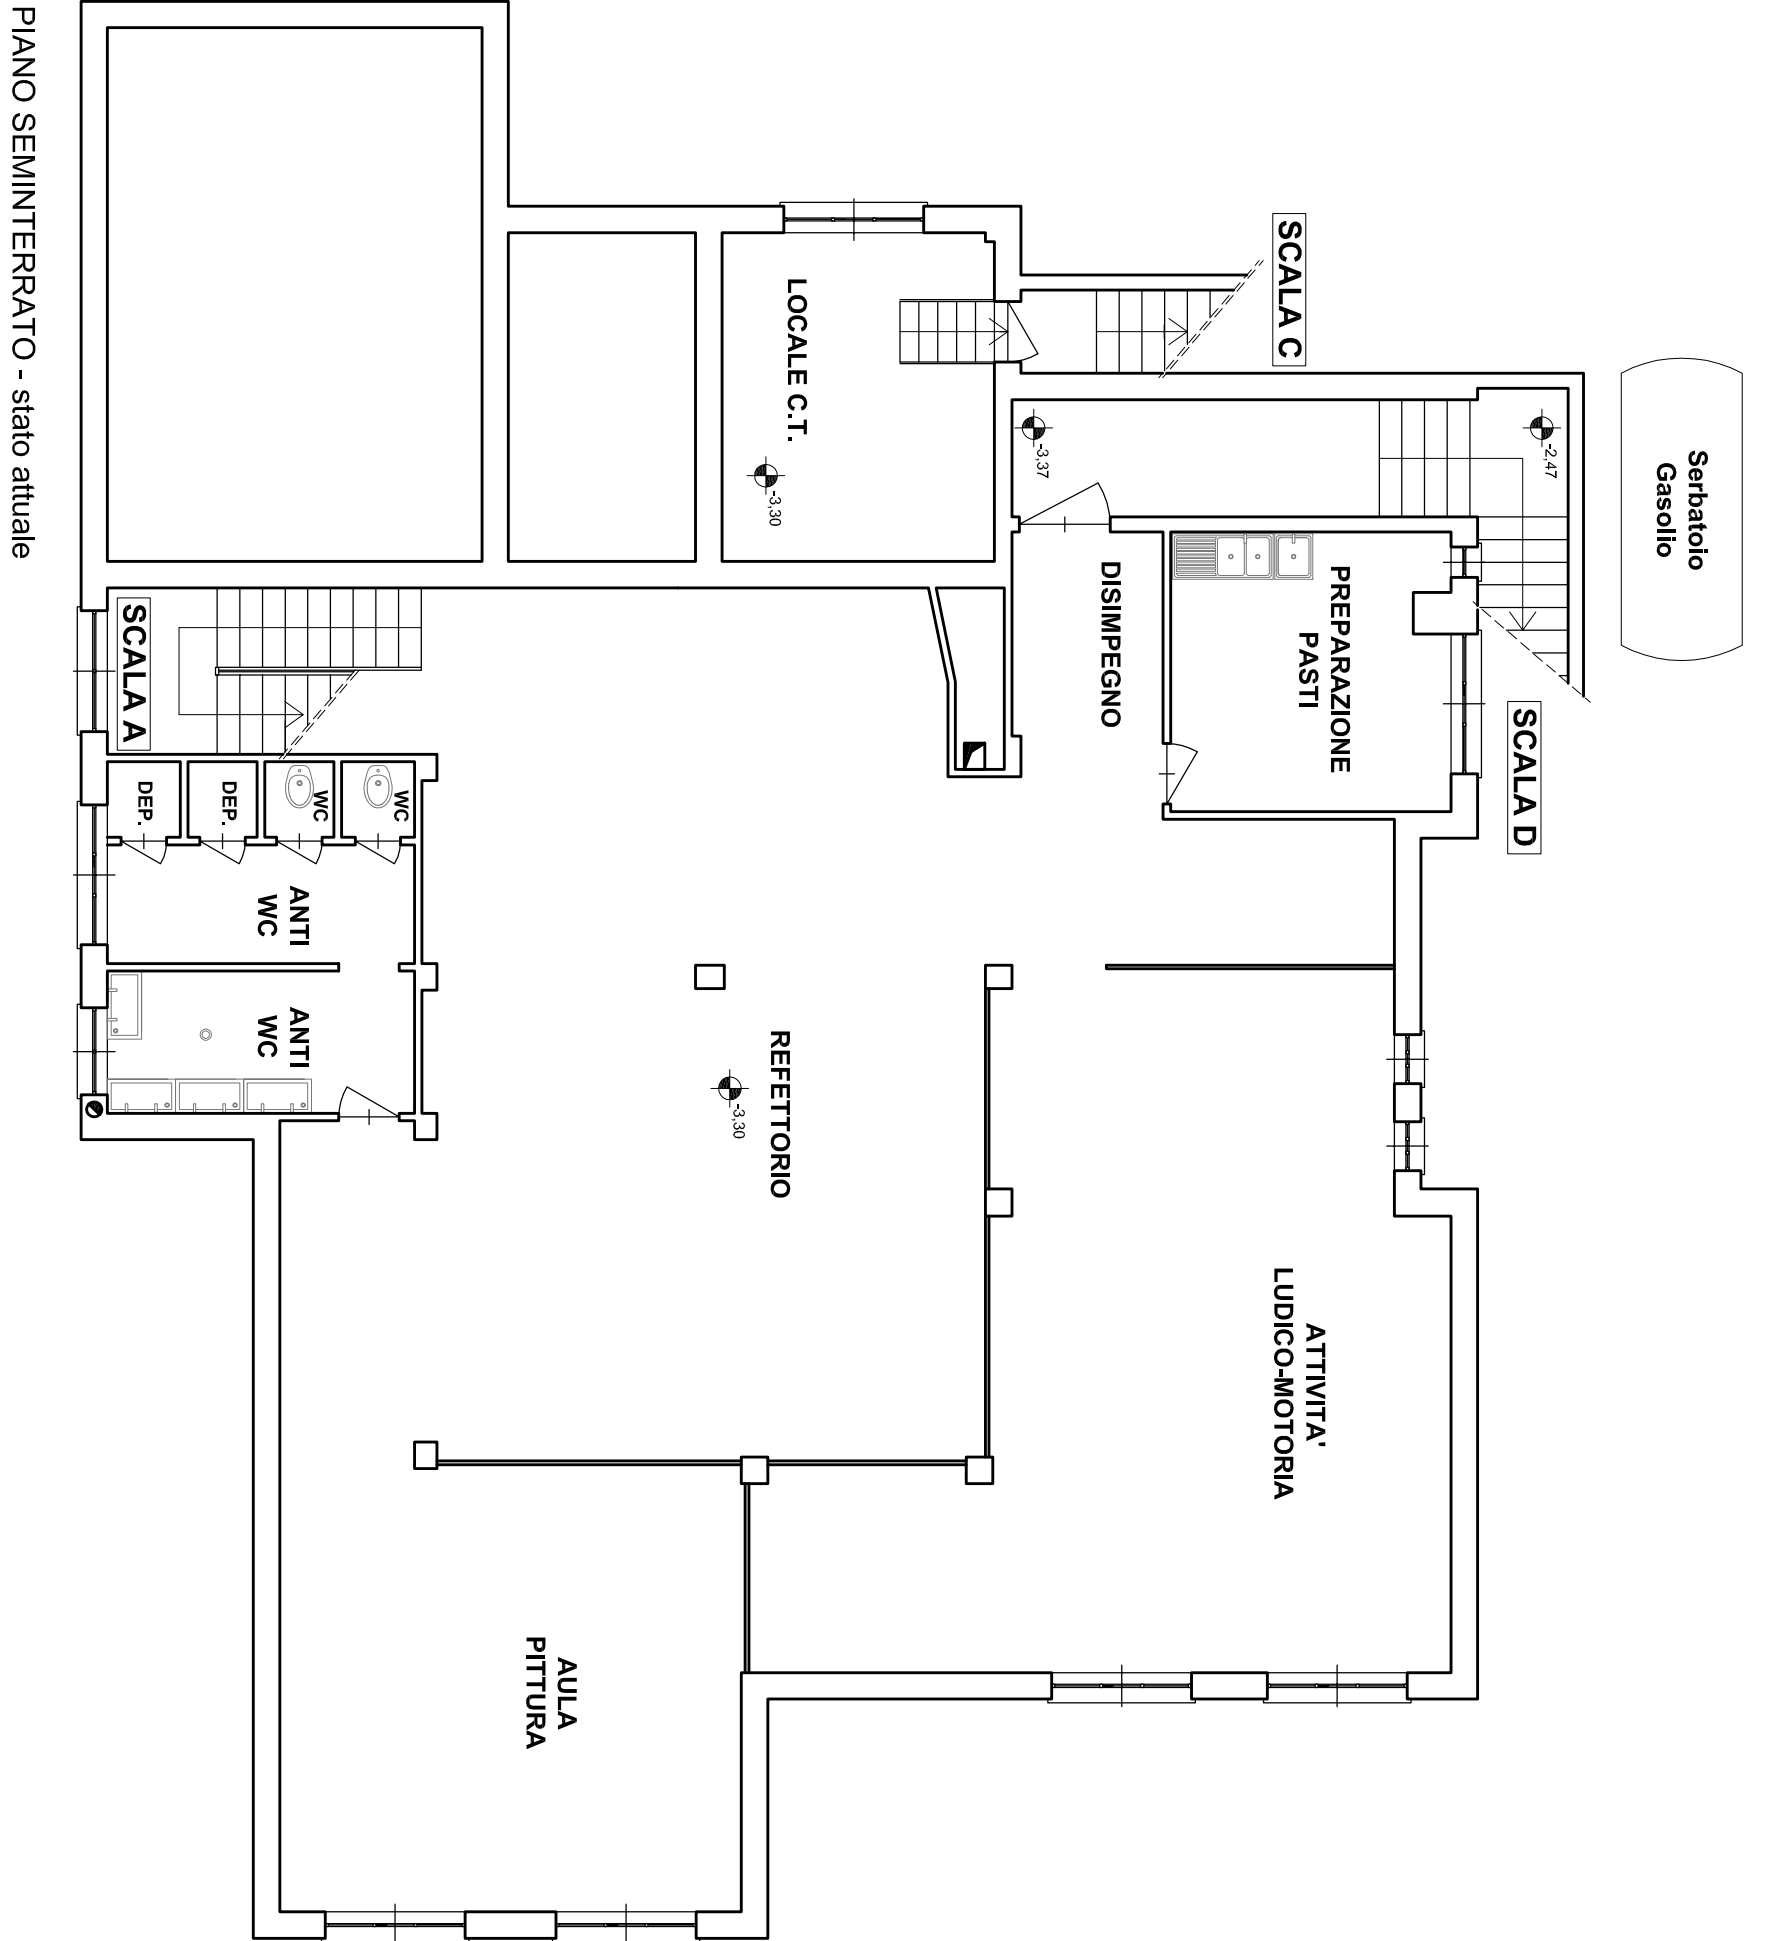 PIANO SEMINTERRATO - stato attuale
SCALA C
Serbatoio
Gasolio
LOCALE C.T.
-3,30
-3,37
-2,47
DISIMPEGNO
PREPARAZIONE
PASTI
SCALA D
SCALA A
DEP.
DEP.
WC
WC
ANTI
WC
ANTI
WC
REFETTORIO
-3,30
ATTIVITA'
LUDICO-MOTORIA
AULA
PITTURA